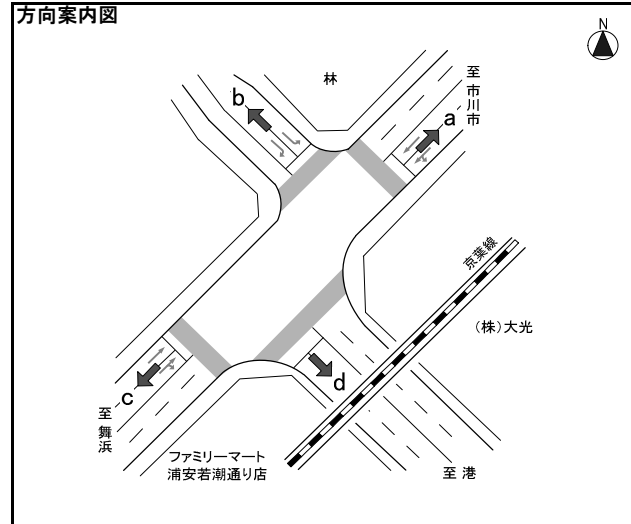 方向案内図
N
林
至市川市
b
a
京葉線
(株)大光
c
d
至舞浜
ファミリーマート
浦安若潮通り店
至港